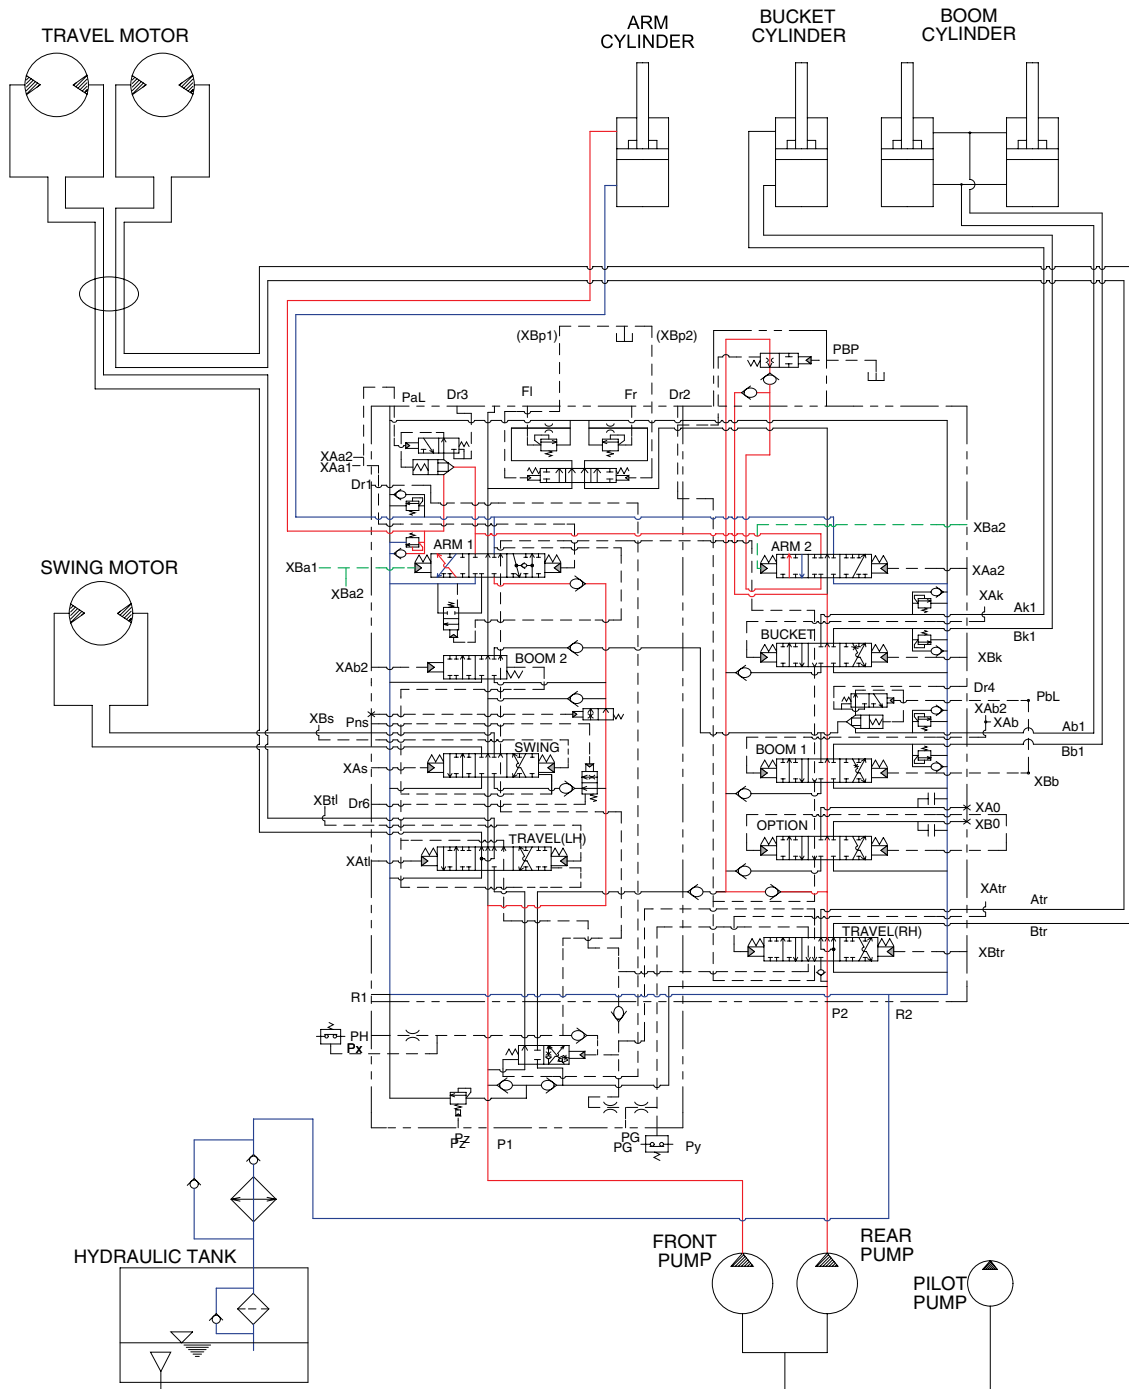 TRAVEL MOTOR
ARM
CYLINDER
BUCKET
CYLINDER
BOOM
CYLINDER
(XBp1)
(XBp2)
PBP
PaL
Dr3
Fl
Fr
Dr2
XAa2
XAa1
Dr1
ARM 1
ARM 2
XBa2
XBa1
XBa2
XAa2
XAk
Ak1
SWING MOTOR
BUCKET
Bk1
XBk
XAb2
BOOM 2
Dr4
PbL
XAb2
XAb
Ab1
XBs
Pns
SWING
BOOM 1
Bb1
XAs
XBb
XBtl
Dr6
XA0
XB0
TRAVEL(LH)
OPTION
XAtl
XAtr
Atr
TRAVEL(RH)
Btr
XBtr
R1
P2
R2
PH
Px
Pz
PZ
P1
PG
PG
Py
HYDRAULIC TANK
FRONT
PUMP
REAR
PUMP
PILOT
PUMP